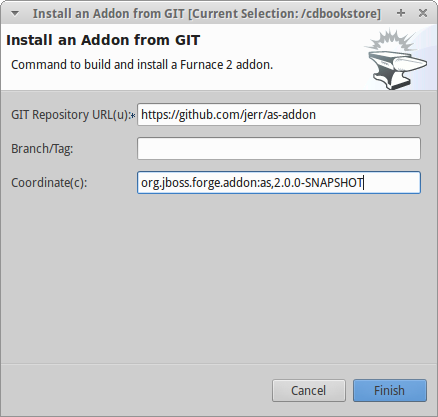 Install an Addon from GIT [Current Selection: /cdbookstore]
Install an Addon from GIT
Command to build and install a Furnace 2 addon.
GIT Repository URL(u):* https://github.com/jerr/as-addon
Branch/Tag:
Coordinate(c): org.jboss.forge.addon:as,2.0.0-SNAPSHOT
Cancel Finish